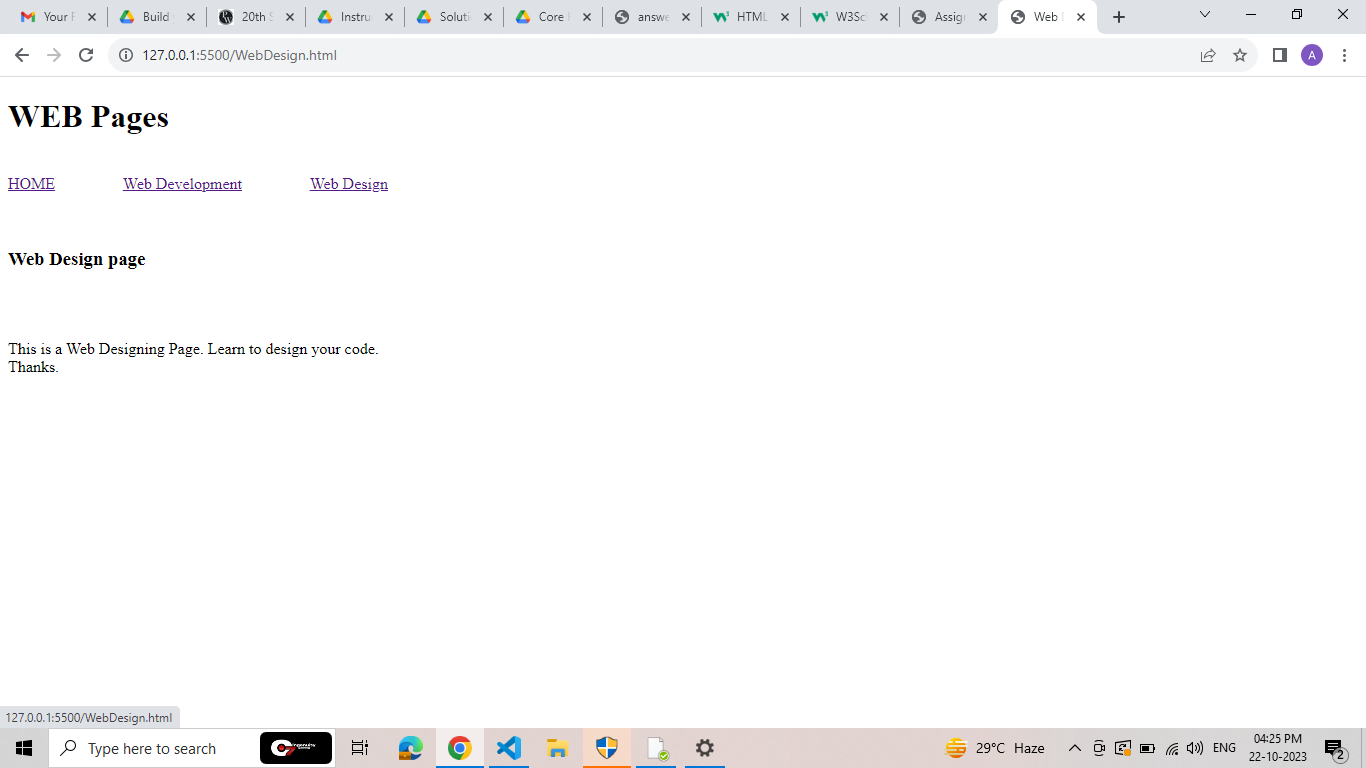 Your F Build 20th S Instru Soluti Core answe HTML W3Sc Assig Web
127.0.0.1:5500/WebDesign.html
A
WEB Pages
HOME Web Development Web Design
Web Design page
This is a Web Designing Page. Learn to design your code.
Thanks.
127.0.0.1:5500/WebDesign.html
Type here to search
29°C Haze
ENG
04:25 PM
22-10-2023
2